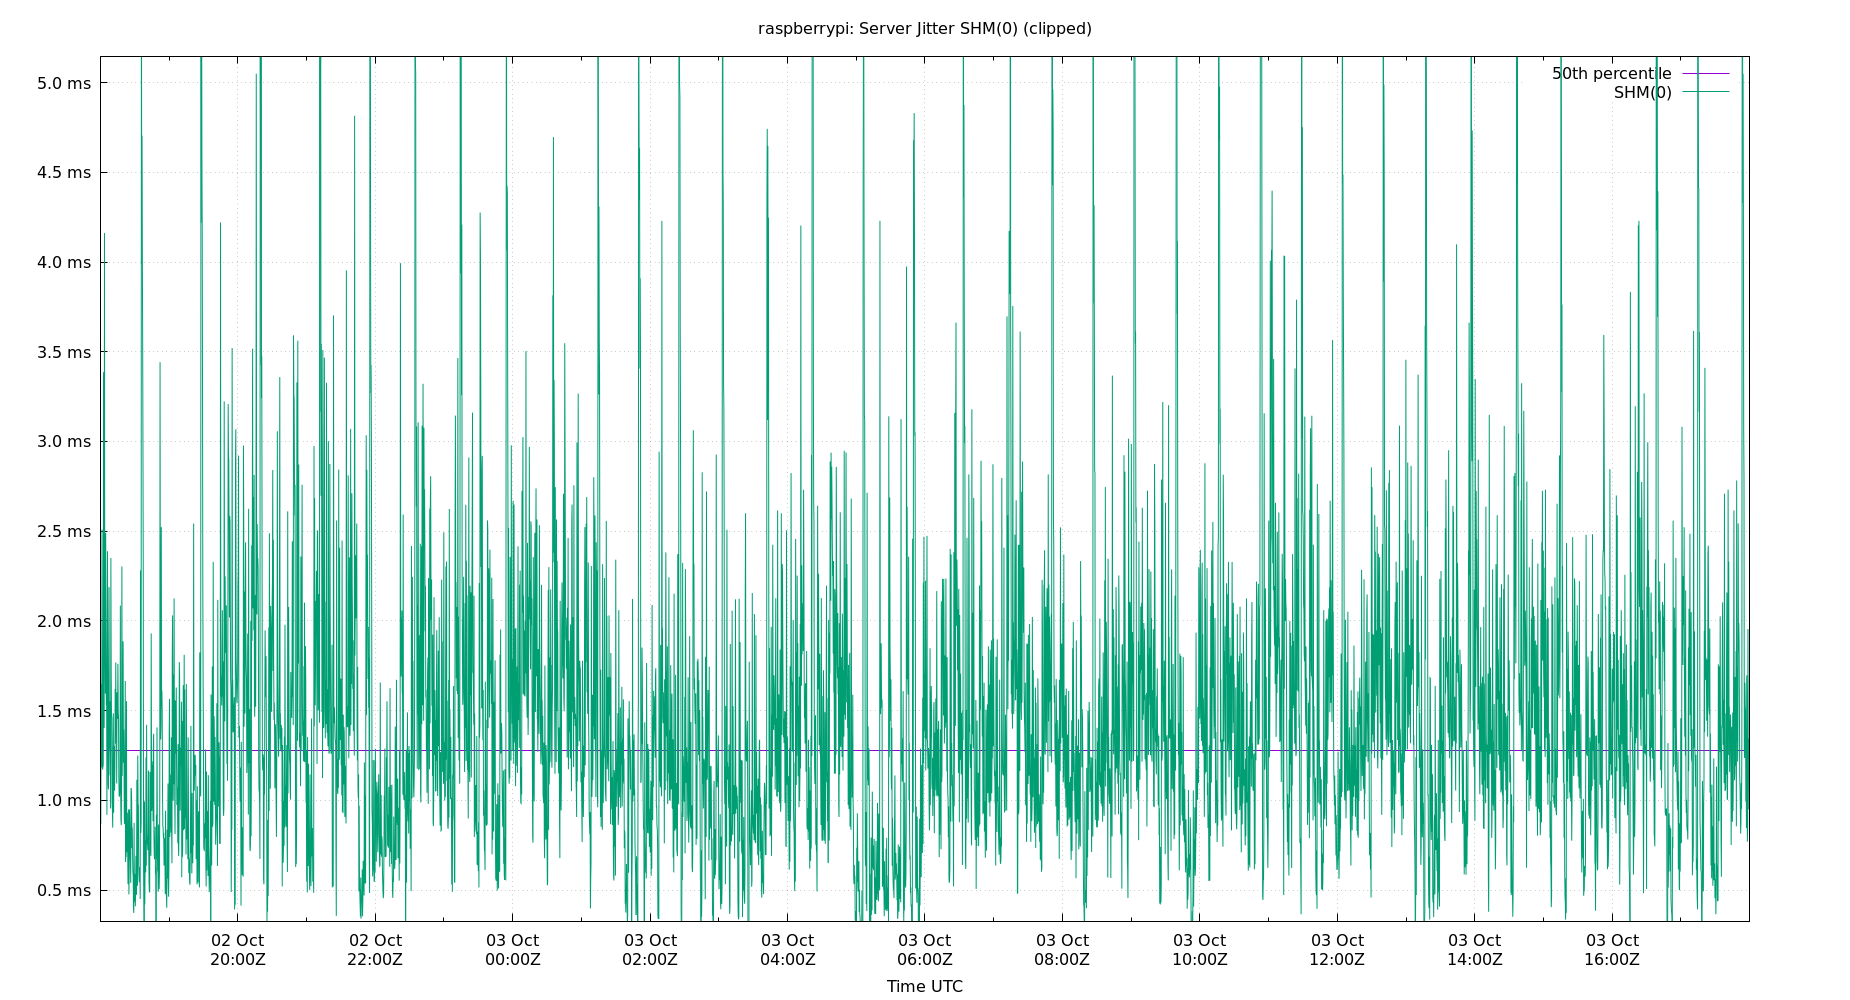 raspberrypi: Server Jitter SHM(0) (clipped)
50th percentile
SHM(0)
5.0 ms
4.5 ms
4.0 ms
3.5 ms
3.0 ms
2.5 ms
2.0 ms
1.5 ms
1.0 ms
0.5 ms
02 Oct 02 Oct 03 Oct 03 Oct 03 Oct 03 Oct 03 Oct 03 Oct 03 Oct 03 Oct 03 Oct
20:00Z 22:00Z 00:00Z 02:00Z 04:00Z 06:00Z 08:00Z 10:00Z 12:00Z 14:00Z 16:00Z
Time UTC